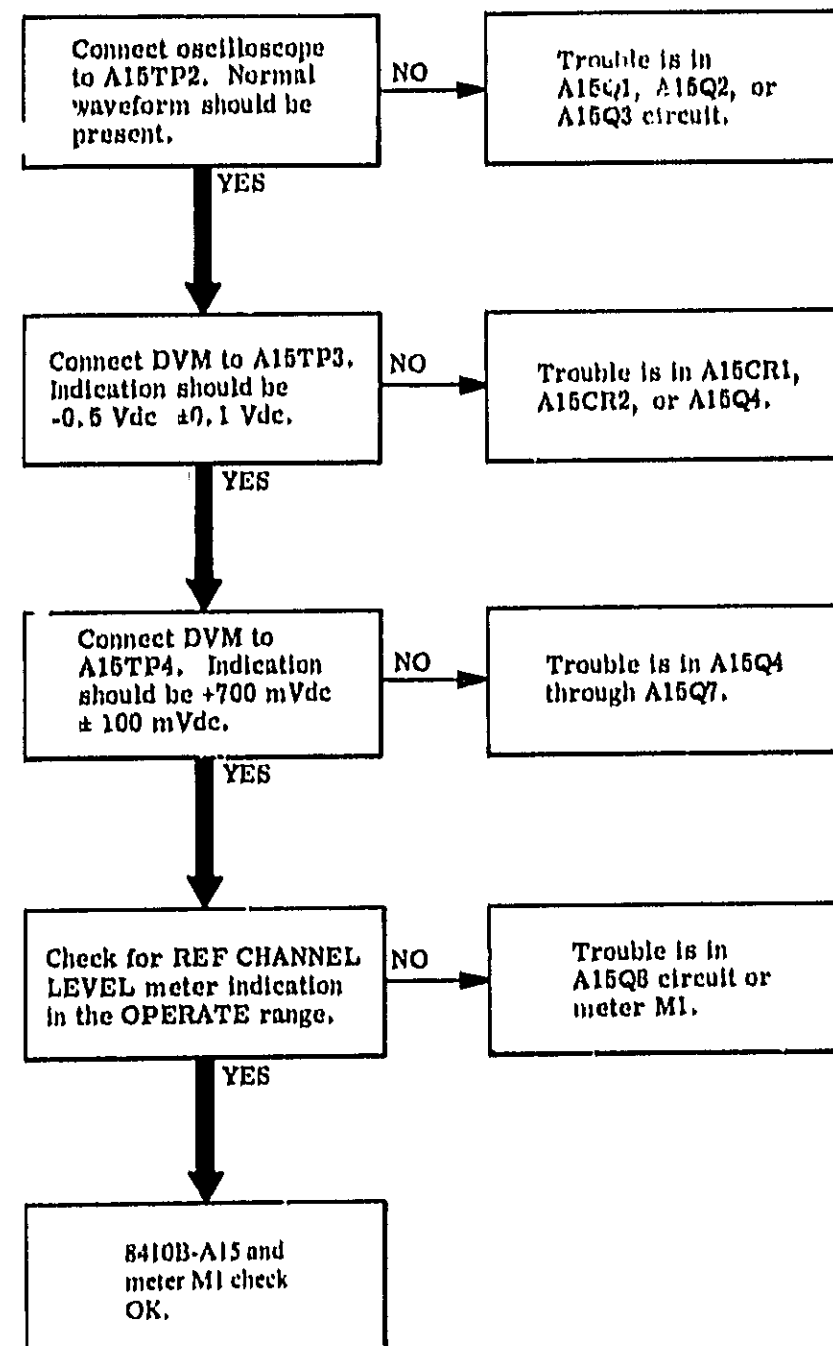 Connect oscilloscope
to A15TP2. Normal
waveform should be
present.
NO
Trouble is in
A15Q1, A15Q2, or
A15Q3 circuit.
YES
Connect DVM to A15TP3.
Indication should be
-0.5 Vdc ±0.1 Vdc.
NO
Trouble is in A15CR1,
A15CR2, or A15Q4.
YES
Connect DVM to
A15TP4. Indication
should be +700 mVdc
± 100 mVdc.
NO
Trouble is in A15Q4
through A15Q7.
YES
Check for REF CHANNEL
LEVEL meter indication
in the OPERATE range.
NO
Trouble is in
A15Q8 circuit or
meter M1.
YES
8410B-A15 and
meter M1 check
OK.